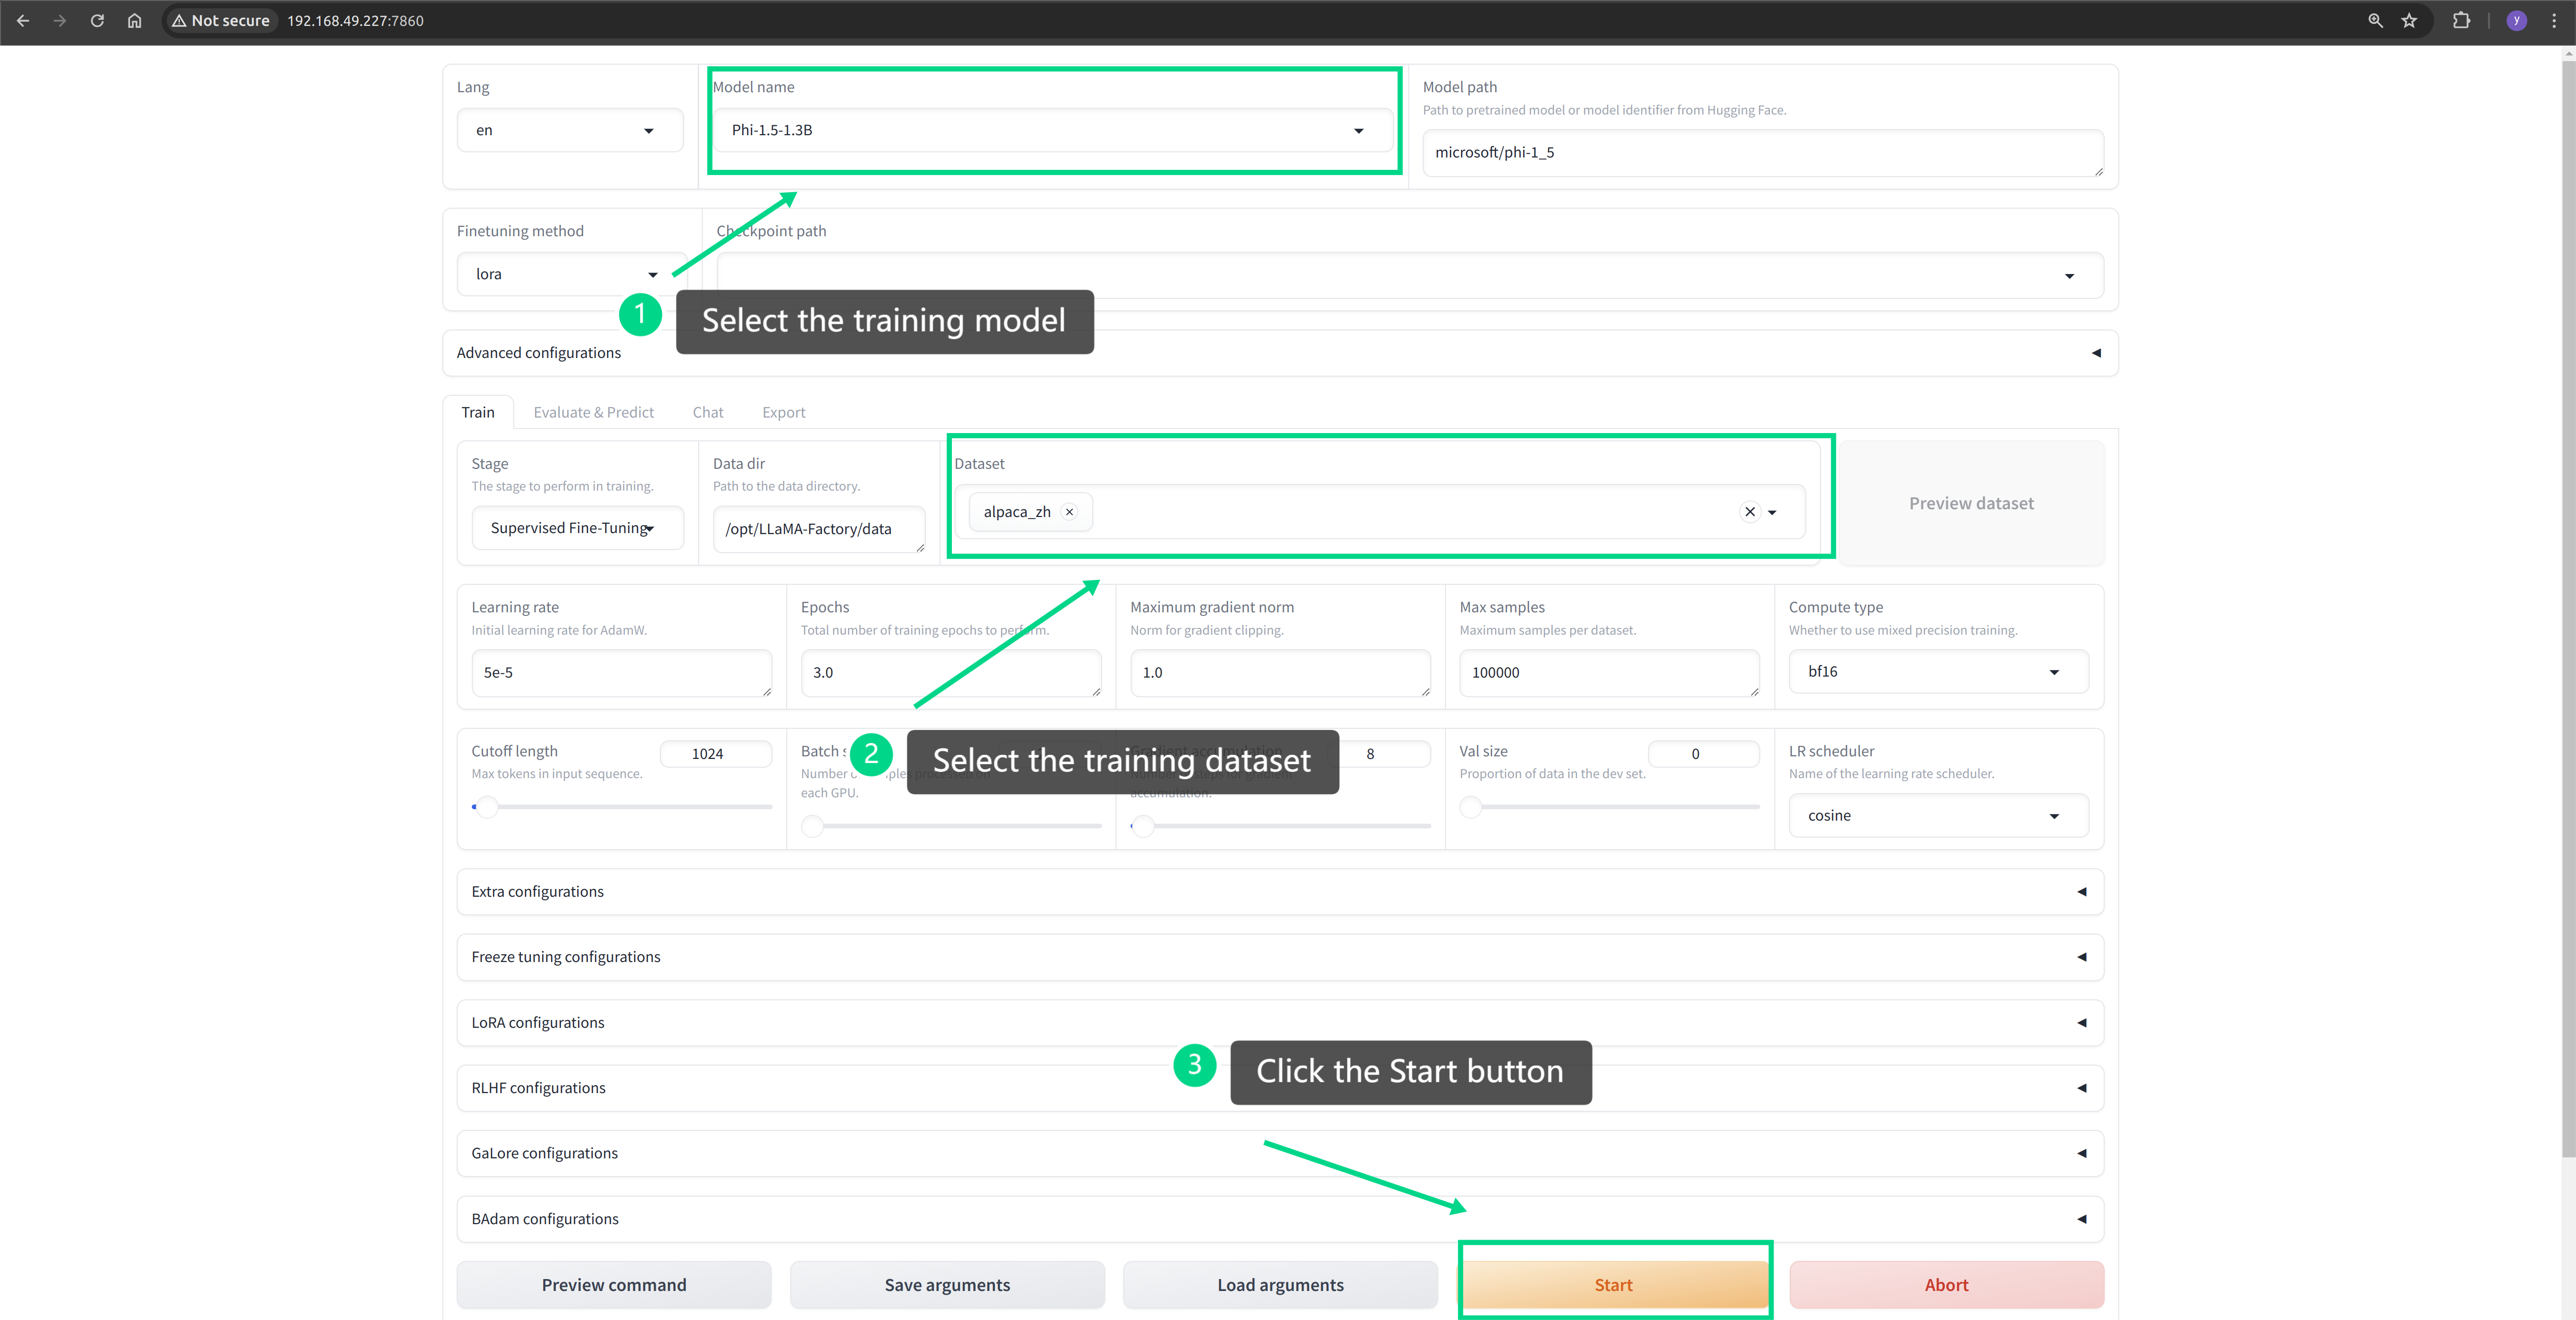 Not secure 192.168.49.227:7860
y
Lang
en
Model name
Phi-1.5-1.3B
Model path
Path to pretrained model or model identifier from Hugging Face.
microsoft/phi-1_5
Finetuning method
lora
Checkpoint path
1
Select the training model
Advanced configurations
Train Evaluate & Predict Chat Export
Stage
The stage to perform in training.
Supervised Fine-Tuning
Data dir
Path to the data directory.
/opt/LLaMA-Factory/data
Dataset
alpaca_zh
Preview dataset
Learning rate
Initial learning rate for AdamW.
5e-5
Epochs
Total number of training epochs to perform.
3.0
Maximum gradient norm
Norm for gradient clipping.
1.0
Max samples
Maximum samples per dataset.
100000
Compute type
Whether to use mixed precision training.
bf16
Cutoff length
1024
Max tokens in input sequence.
Batch
Number
each GPU.
2
Select the training dataset
accumulation.
8
Val size
0
Proportion of data in the dev set.
LR scheduler
Name of the learning rate scheduler.
cosine
Extra configurations
Freeze tuning configurations
LoRA configurations
3
Click the Start button
RLHF configurations
GaLore configurations
BAdam configurations
Preview command
Save arguments
Load arguments
Start
Abort